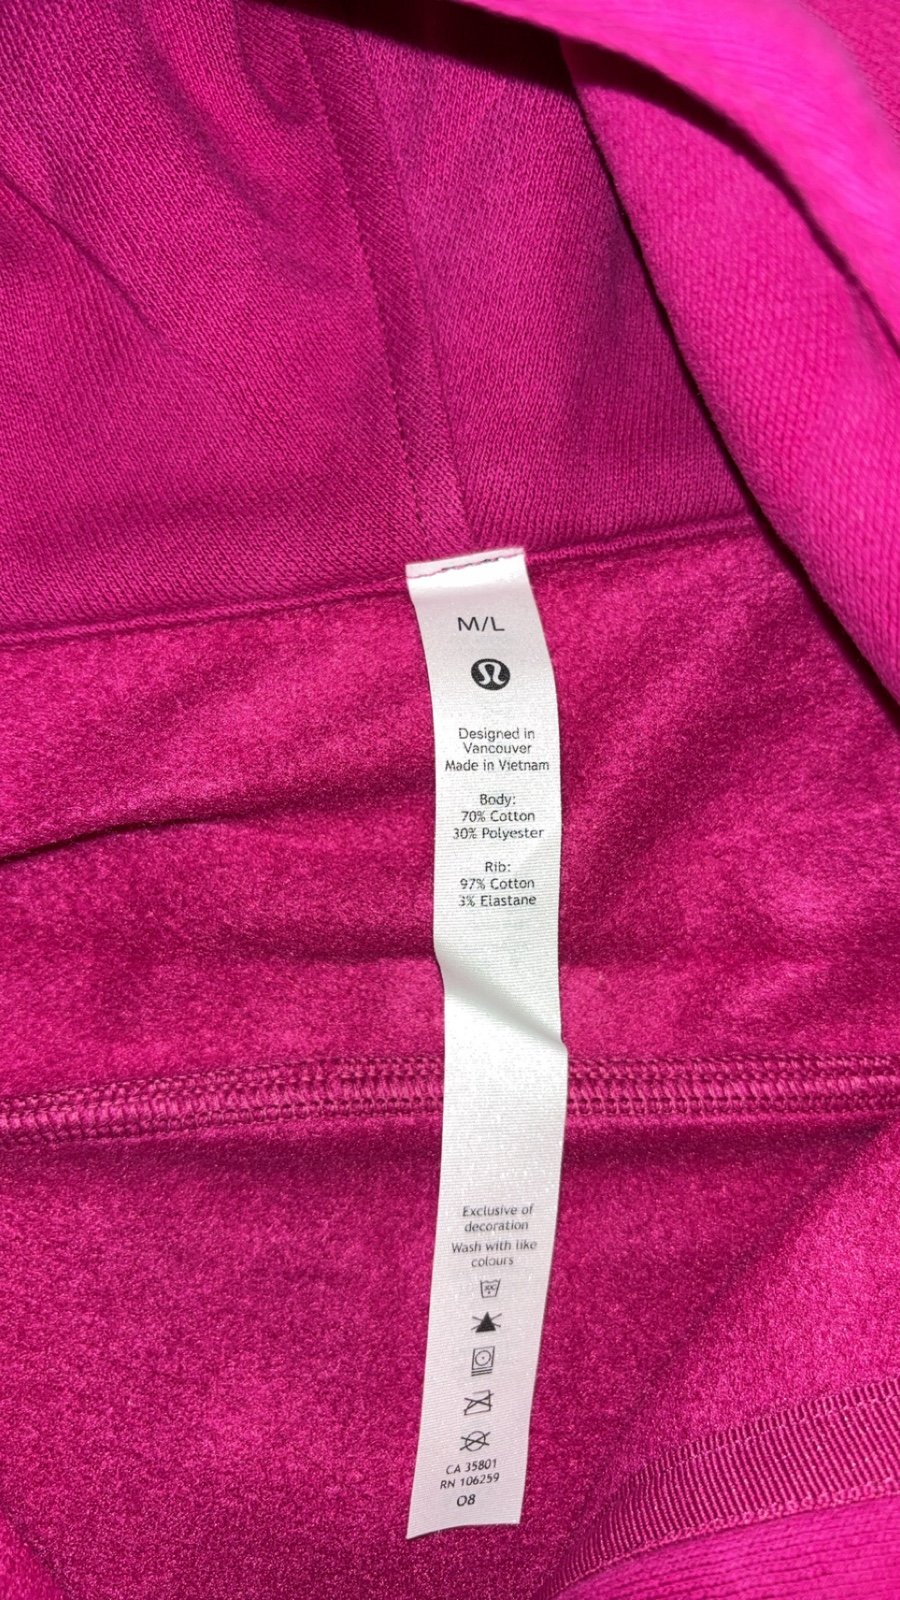 M/L
Designed in
Vancouver
Made in Vietnam
Body:
70% Cotton
30% Polyester
Rib:
97% Cotton
3% Elastane
Exclusive of
decoration
Wash with like
colours
CA 35801
RN 106259
08